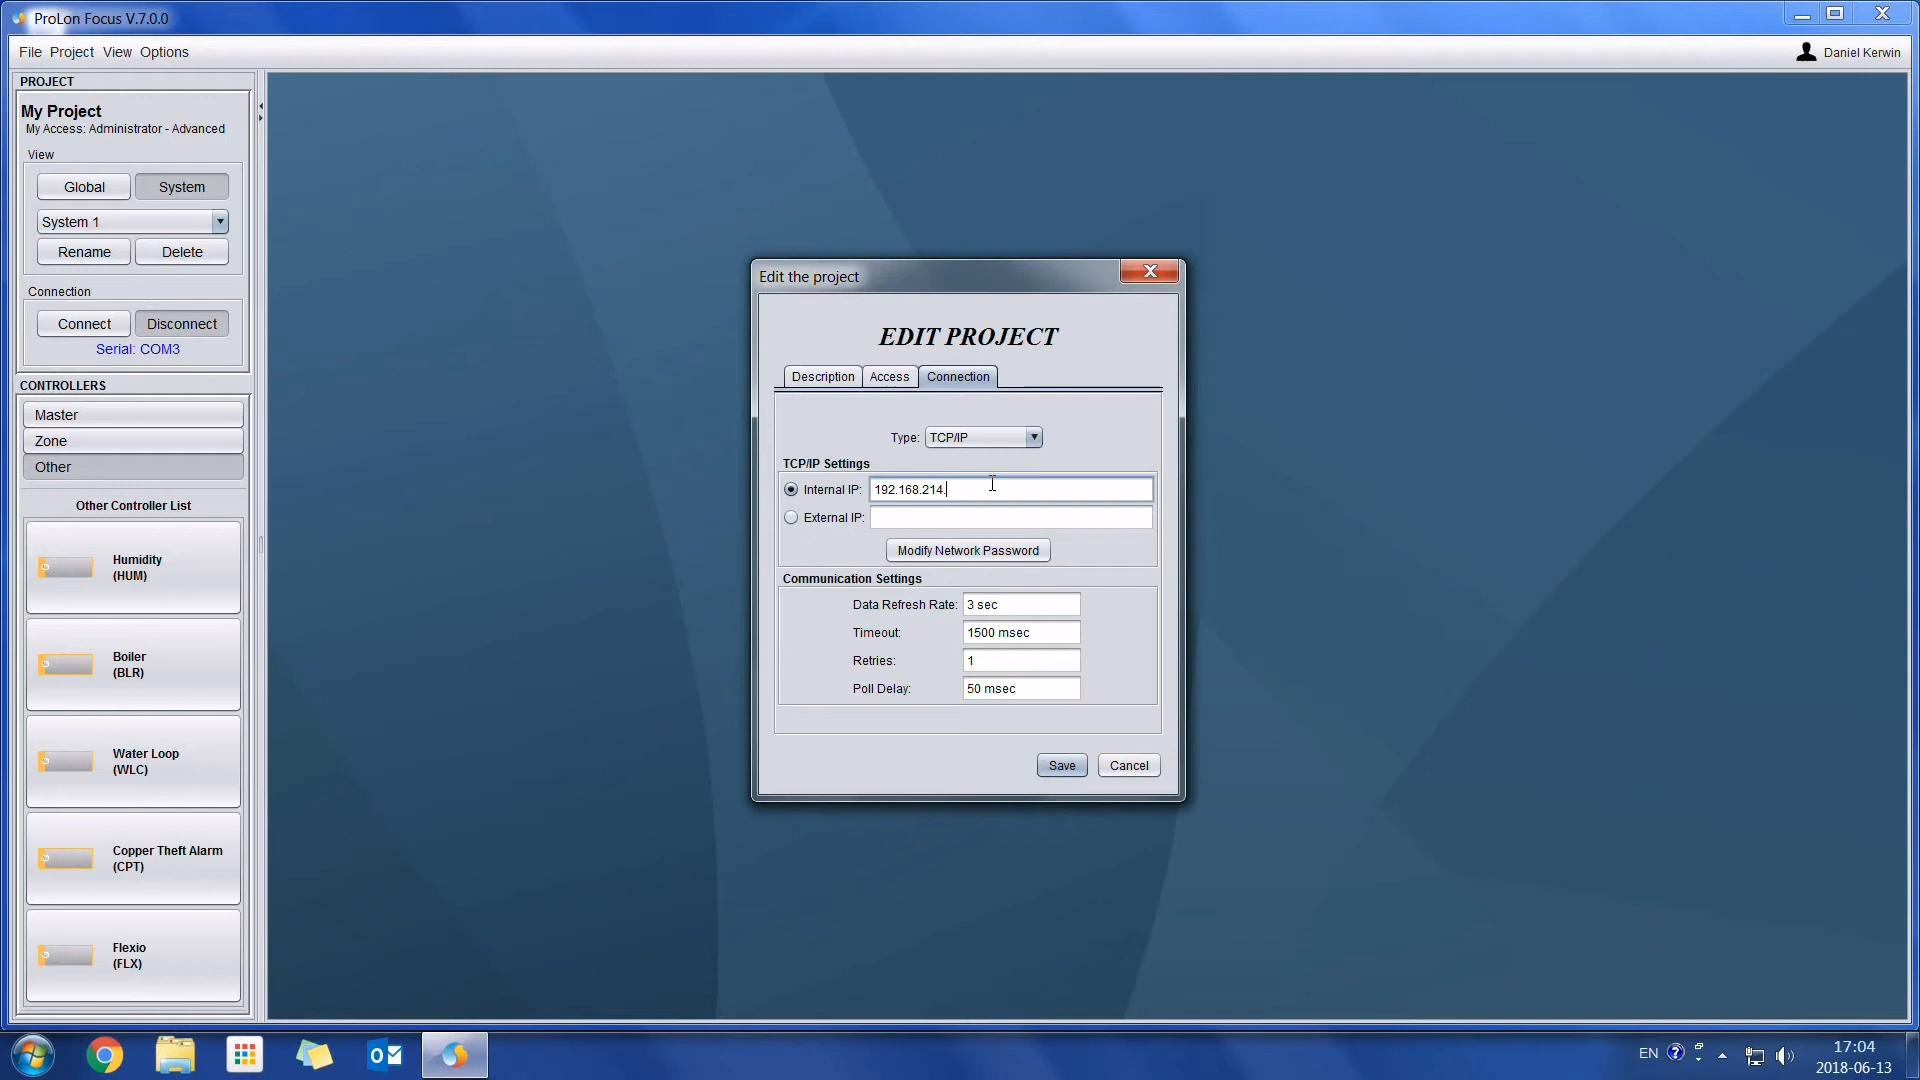 ProLon Focus V.7.0.0
File Project View Options
Daniel Kerwin
PROJECT
My Project
My Access: Administrator - Advanced
View
Global System
System 1
Rename Delete
Connection
Connect Disconnect
Serial: COM3
CONTROLLERS
Master
Zone
Other
Other Controller List
Humidity
(HUM)
Boiler
(BLR)
Water Loop
(WLC)
Copper Theft Alarm
(CPT)
Flexio
(FLX)
Edit the project
EDIT PROJECT
Description Access Connection
Type: TCP/IP
TCP/IP Settings
Internal IP: 192.168.214.
External IP:
Modify Network Password
Communication Settings
Data Refresh Rate: 3 sec
Timeout: 1500 msec
Retries: 1
Poll Delay: 50 msec
Save Cancel
EN
17:04
2018-06-13